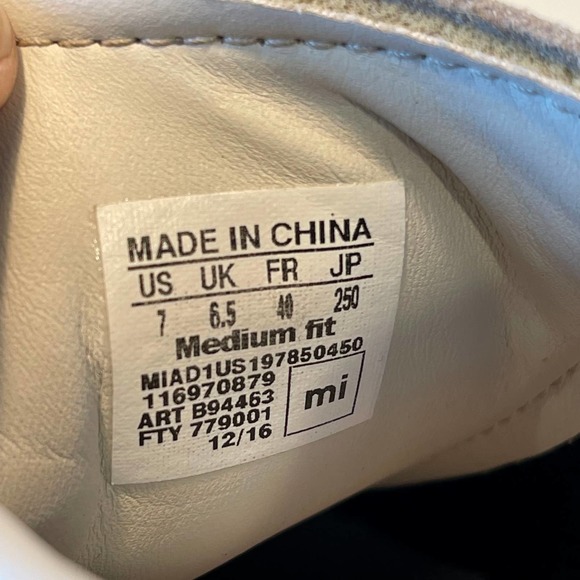 MADE IN CHINA
US UK FR JP
7 6.5 40 250
Medium fit
MIAD1US197850450
116970879
ART B94463
FTY 779001
12/16
mi